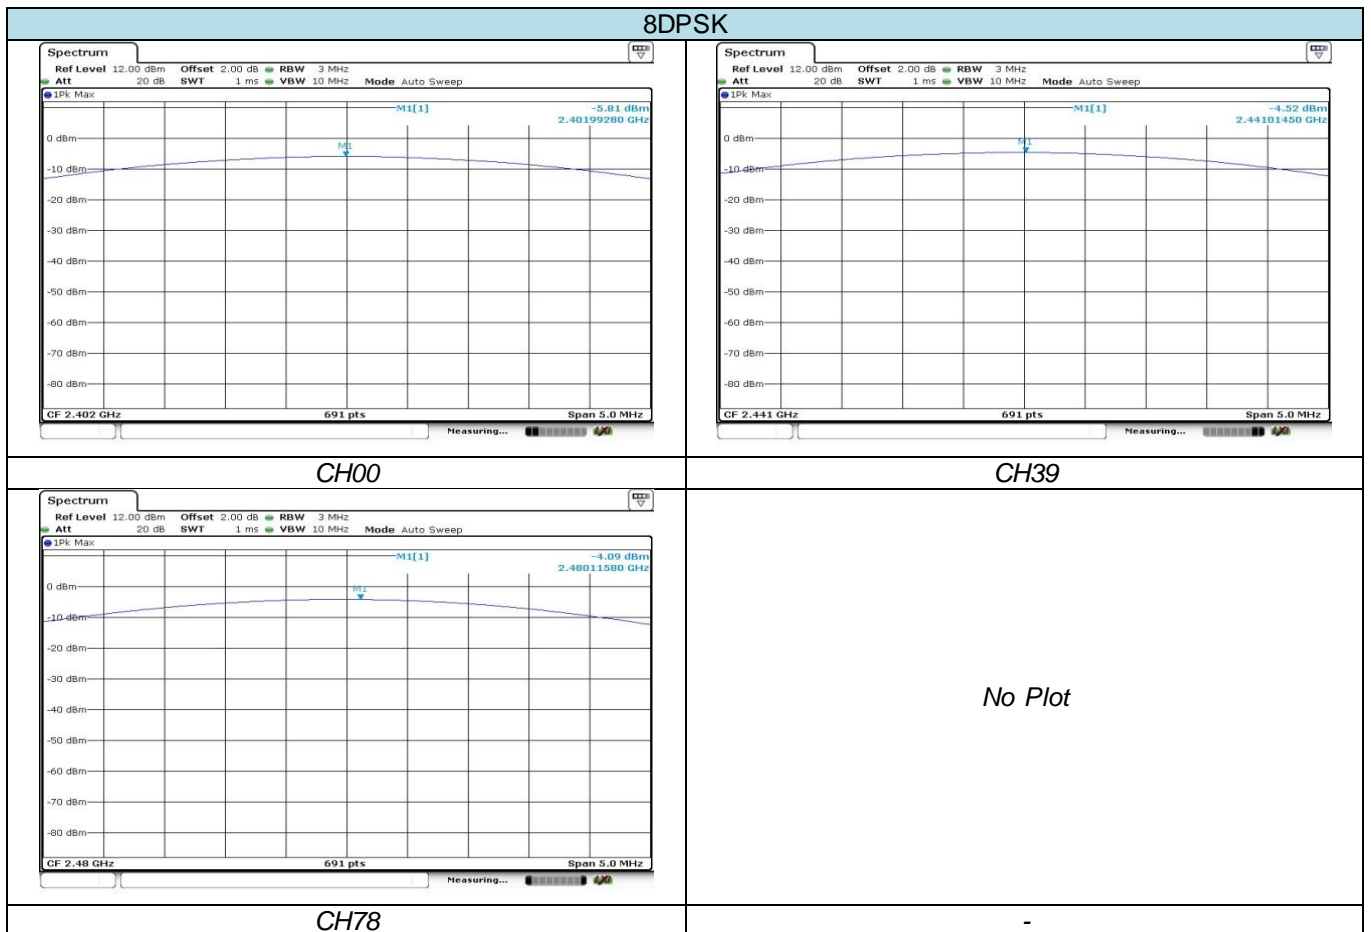 8DPSK
Spectrum
Ref Level 12.00 dBm Offset 2.00 dB RBW 3 MHz
Att 20 dB SWT 1 ms VBW 10 MHz Mode Auto Sweep
1Pk Max
M1[1] -5.81 dBm
2.40199280 GHz
0 dBm
M1
-10 dBm
-20 dBm
-30 dBm
-40 dBm
-50 dBm
-60 dBm
-70 dBm
-80 dBm
CF 2.402 GHz 691 pts Span 5.0 MHz
Measuring...
CH00
Spectrum
Ref Level 12.00 dBm Offset 2.00 dB RBW 3 MHz
Att 20 dB SWT 1 ms VBW 10 MHz Mode Auto Sweep
1Pk Max
M1[1] -4.52 dBm
2.44101450 GHz
0 dBm
M1
-10 dBm
-20 dBm
-30 dBm
-40 dBm
-50 dBm
-60 dBm
-70 dBm
-80 dBm
CF 2.441 GHz 691 pts Span 5.0 MHz
Measuring...
CH39
Spectrum
Ref Level 12.00 dBm Offset 2.00 dB RBW 3 MHz
Att 20 dB SWT 1 ms VBW 10 MHz Mode Auto Sweep
1Pk Max
M1[1] -4.09 dBm
2.48011580 GHz
0 dBm
M1
-10 dBm
-20 dBm
-30 dBm
-40 dBm
-50 dBm
-60 dBm
-70 dBm
-80 dBm
CF 2.48 GHz 691 pts Span 5.0 MHz
Measuring...
CH78
No Plot
-